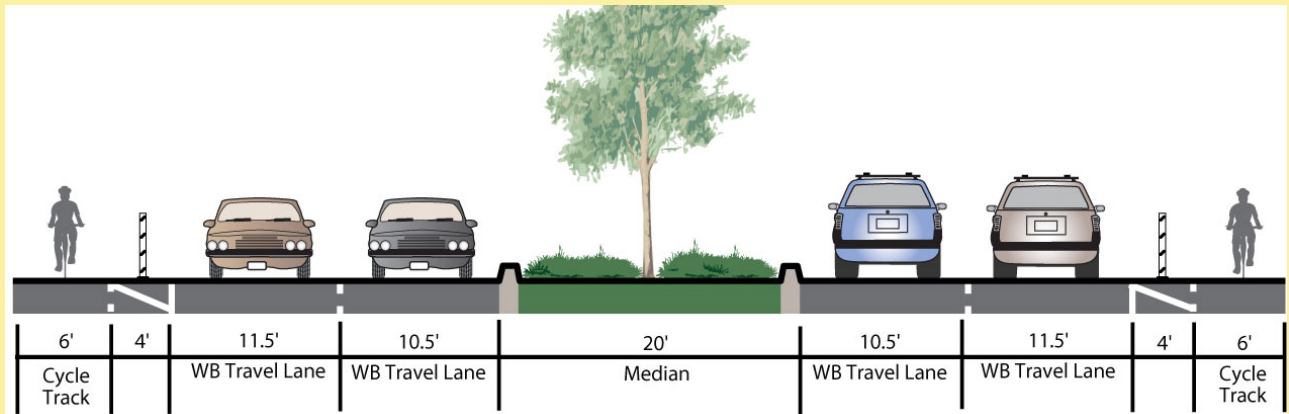 6' 4' 11.5' 10.5' 20' 10.5' 11.5' 4' 6'
Cycle Track
WB Travel Lane
WB Travel Lane
Median
WB Travel Lane
WB Travel Lane
Cycle Track